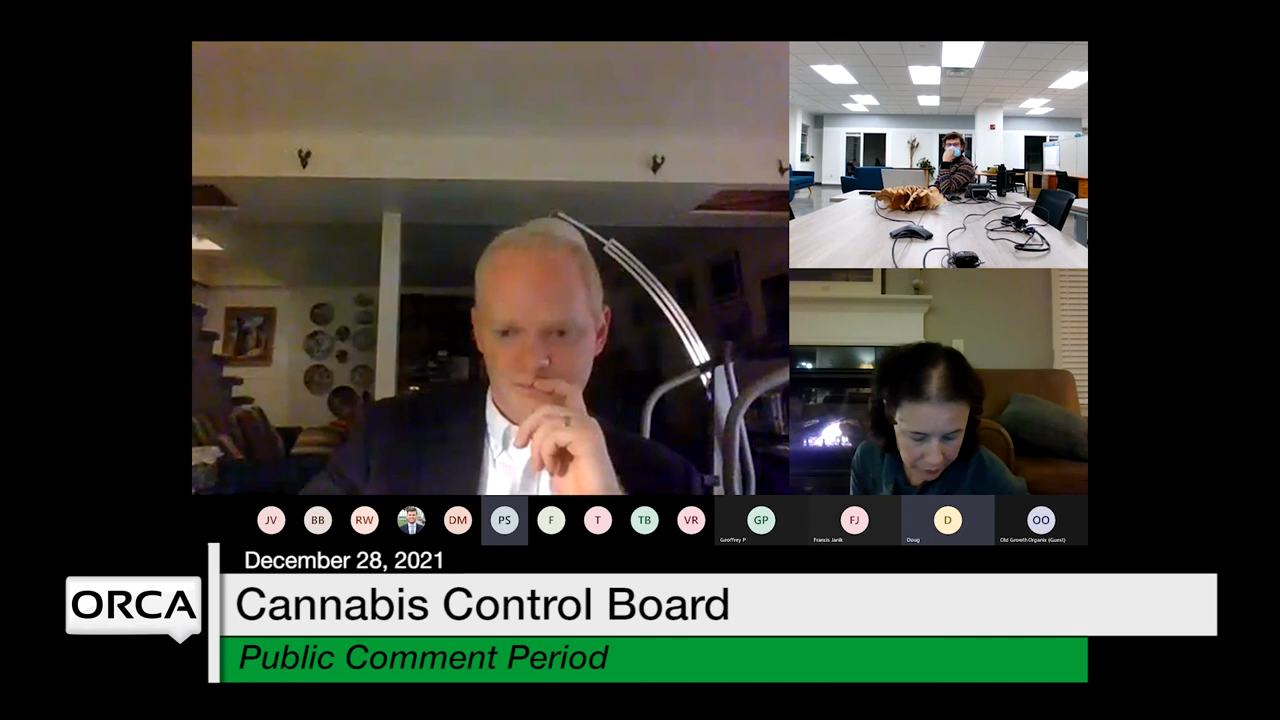 JV BB RW DM PS F T TB VR GP FJ D OO
Geoffrey P Francis Janik Doug Old Growth Organix (Guest)
December 28, 2021
ORCA
Cannabis Control Board
Public Comment Period